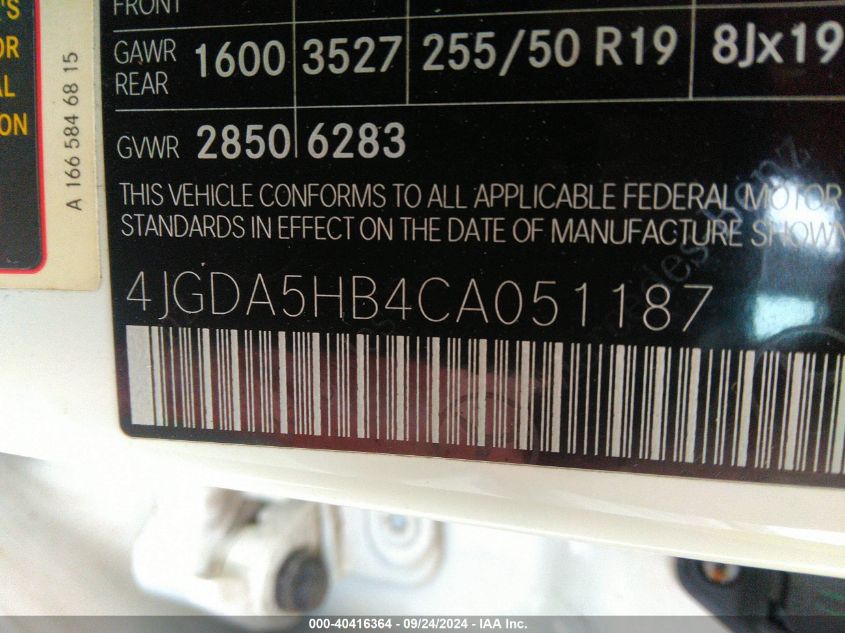 'S
OR
AL
ON
A 166 584 68 15
FRONT
GAWR REAR 1600 3527 255/50 R19 8Jx19
GVWR 2850 6283
THIS VEHICLE CONFORMS TO ALL APPLICABLE FEDERAL MOTOR
STANDARDS IN EFFECT ON THE DATE OF MANUFACTURE SHOWN
4JGDA5HB4CA051187
000-40416364 - 09/24/2024 - IAA Inc.